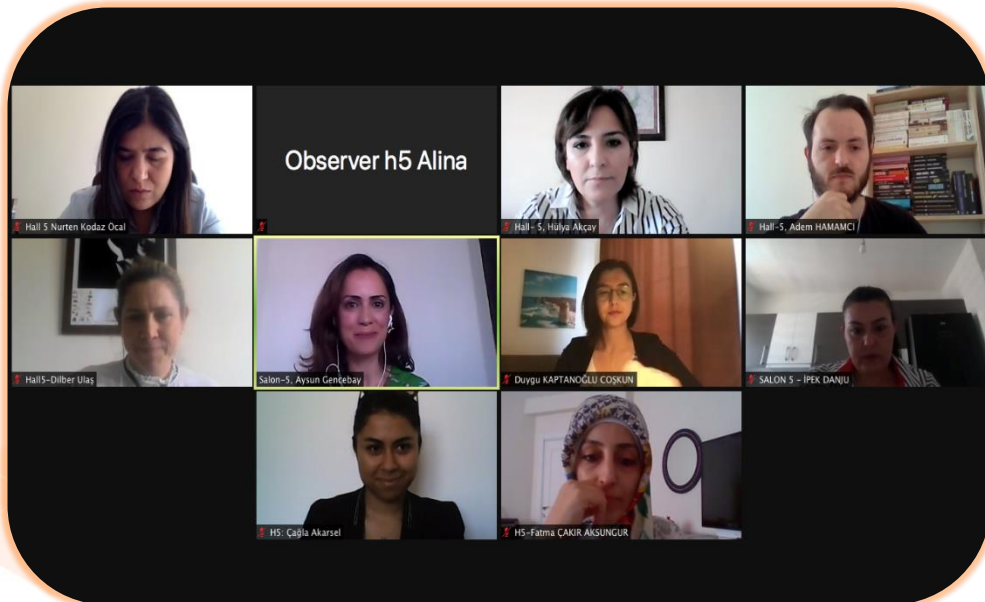 Hall 5 Nurten Kodaz Öcal
Observer h5 Alina
Hall- 5, Hülya Akçay
Hall-5, Adem HAMAMCI
Hall5-Dilber Ulaş
Salon-5, Aysun Gençebay
Duygu KAPTANOĞLU COŞKUN
SALON 5 - İPEK DANJU
H5: Çağla Akarsel
H5-Fatma ÇAKIR AKSUNGUR